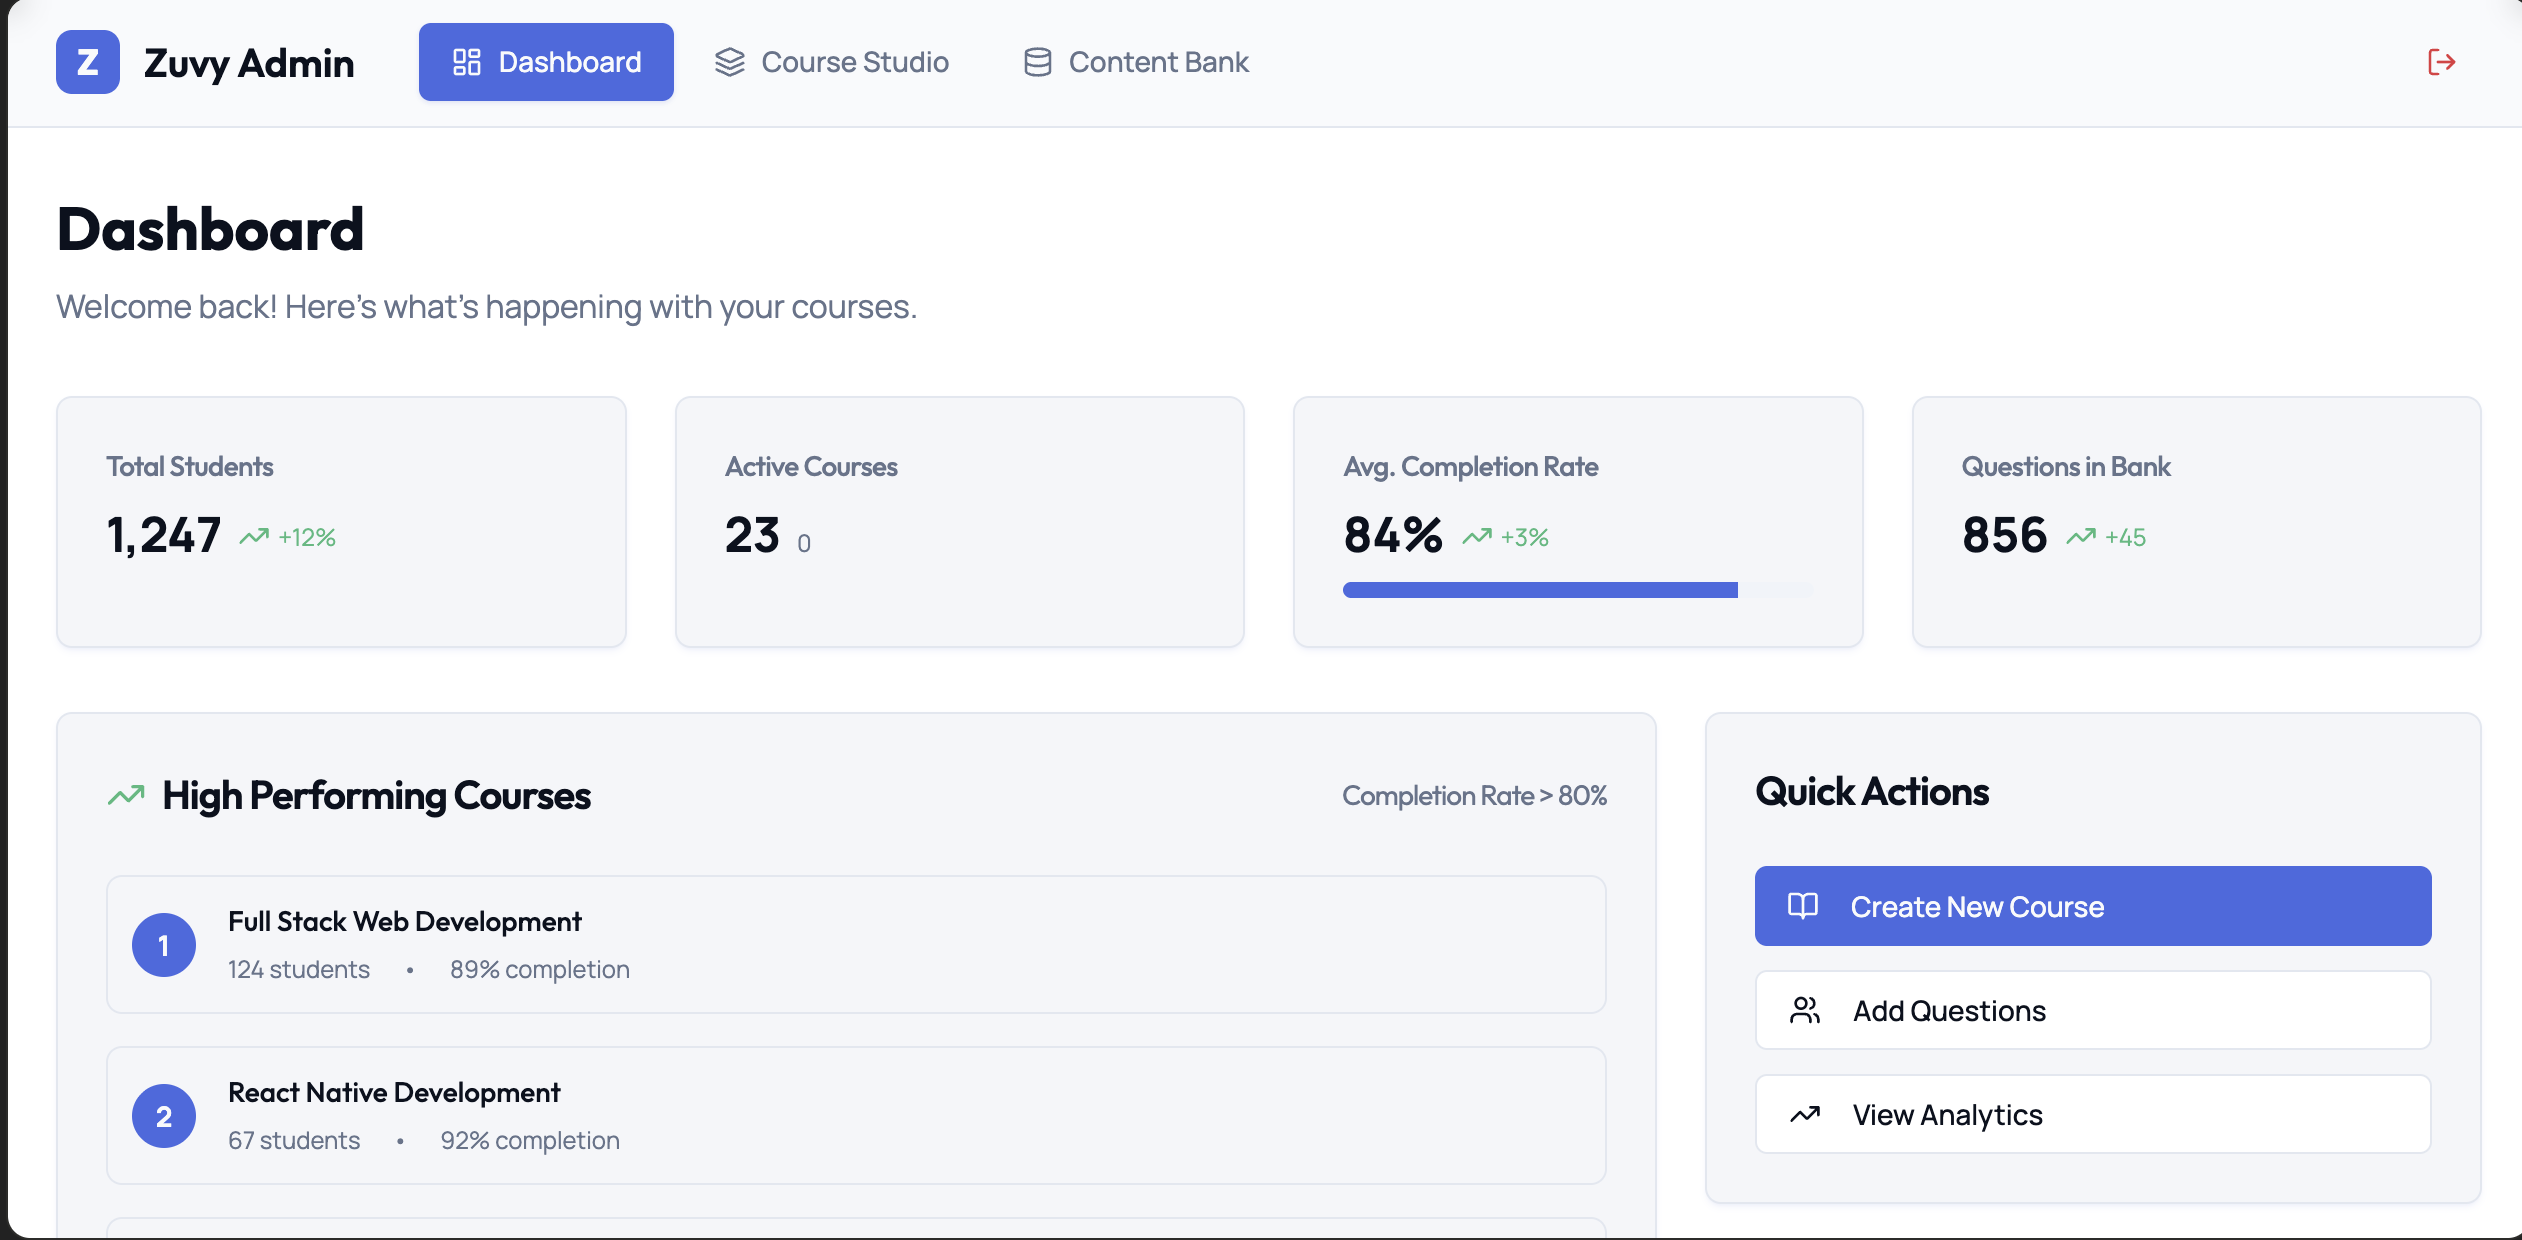 Z Zuvy Admin Dashboard Course Studio Content Bank
Dashboard
Welcome back! Here's what's happening with your courses.
Total Students
1,247 +12%
Active Courses
23 0
Avg. Completion Rate
84% +3%
Questions in Bank
856 +45
High Performing Courses Completion Rate > 80%
1
Full Stack Web Development
124 students • 89% completion
2
React Native Development
67 students • 92% completion
Quick Actions
Create New Course
Add Questions
View Analytics